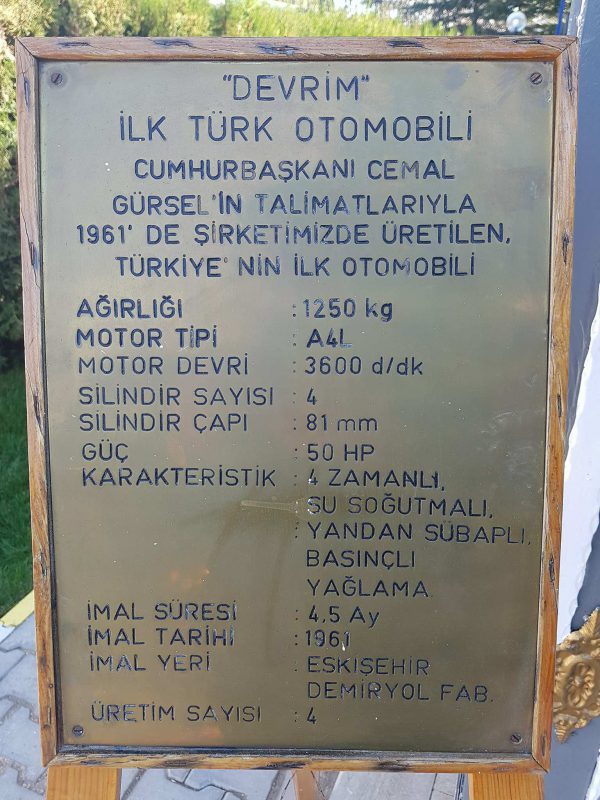 "DEVRİM"
İLK TÜRK OTOMOBİLİ
CUMHURBAŞKANI CEMAL
GÜRSEL'İN TALİMATLARIYLA
1961' DE ŞİRKETİMİZDE ÜRETİLEN,
TÜRKİYE' NİN İLK OTOMOBİLİ
AĞIRLIĞI : 1250 kg
MOTOR TİPİ : A4L
MOTOR DEVRİ : 3600 d/dk
SİLİNDİR SAYISI : 4
SİLİNDİR ÇAPI : 81 mm
GÜÇ : 50 HP
KARAKTERİSTİK : 4 ZAMANLI,
: SU SOĞUTMALI,
: YANDAN SÜBAPLI,
BASINÇLI
YAĞLAMA.
İMAL SÜRESİ : 4,5 Ay
İMAL TARİHİ : 1961
İMAL YERİ : ESKİŞEHİR
DEMİRYOL FAB.
ÜRETİM SAYISI : 4